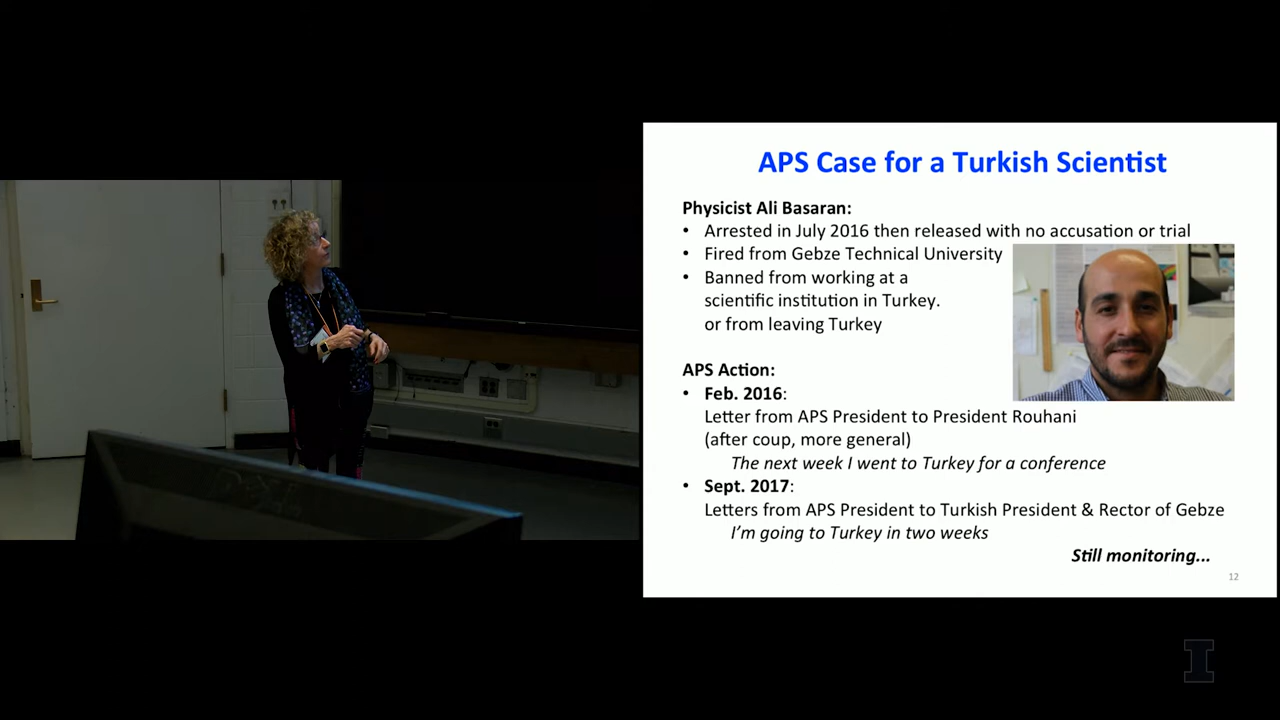 APS Case for a Turkish Scientist
Physicist Ali Basaran:
• Arrested in July 2016 then released with no accusation or trial
• Fired from Gebze Technical University
• Banned from working at a
scientific institution in Turkey.
or from leaving Turkey
APS Action:
• Feb. 2016:
Letter from APS President to President Rouhani
(after coup, more general)
The next week I went to Turkey for a conference
• Sept. 2017:
Letters from APS President to Turkish President & Rector of Gebze
I'm going to Turkey in two weeks
Still monitoring...
12
DELL
I